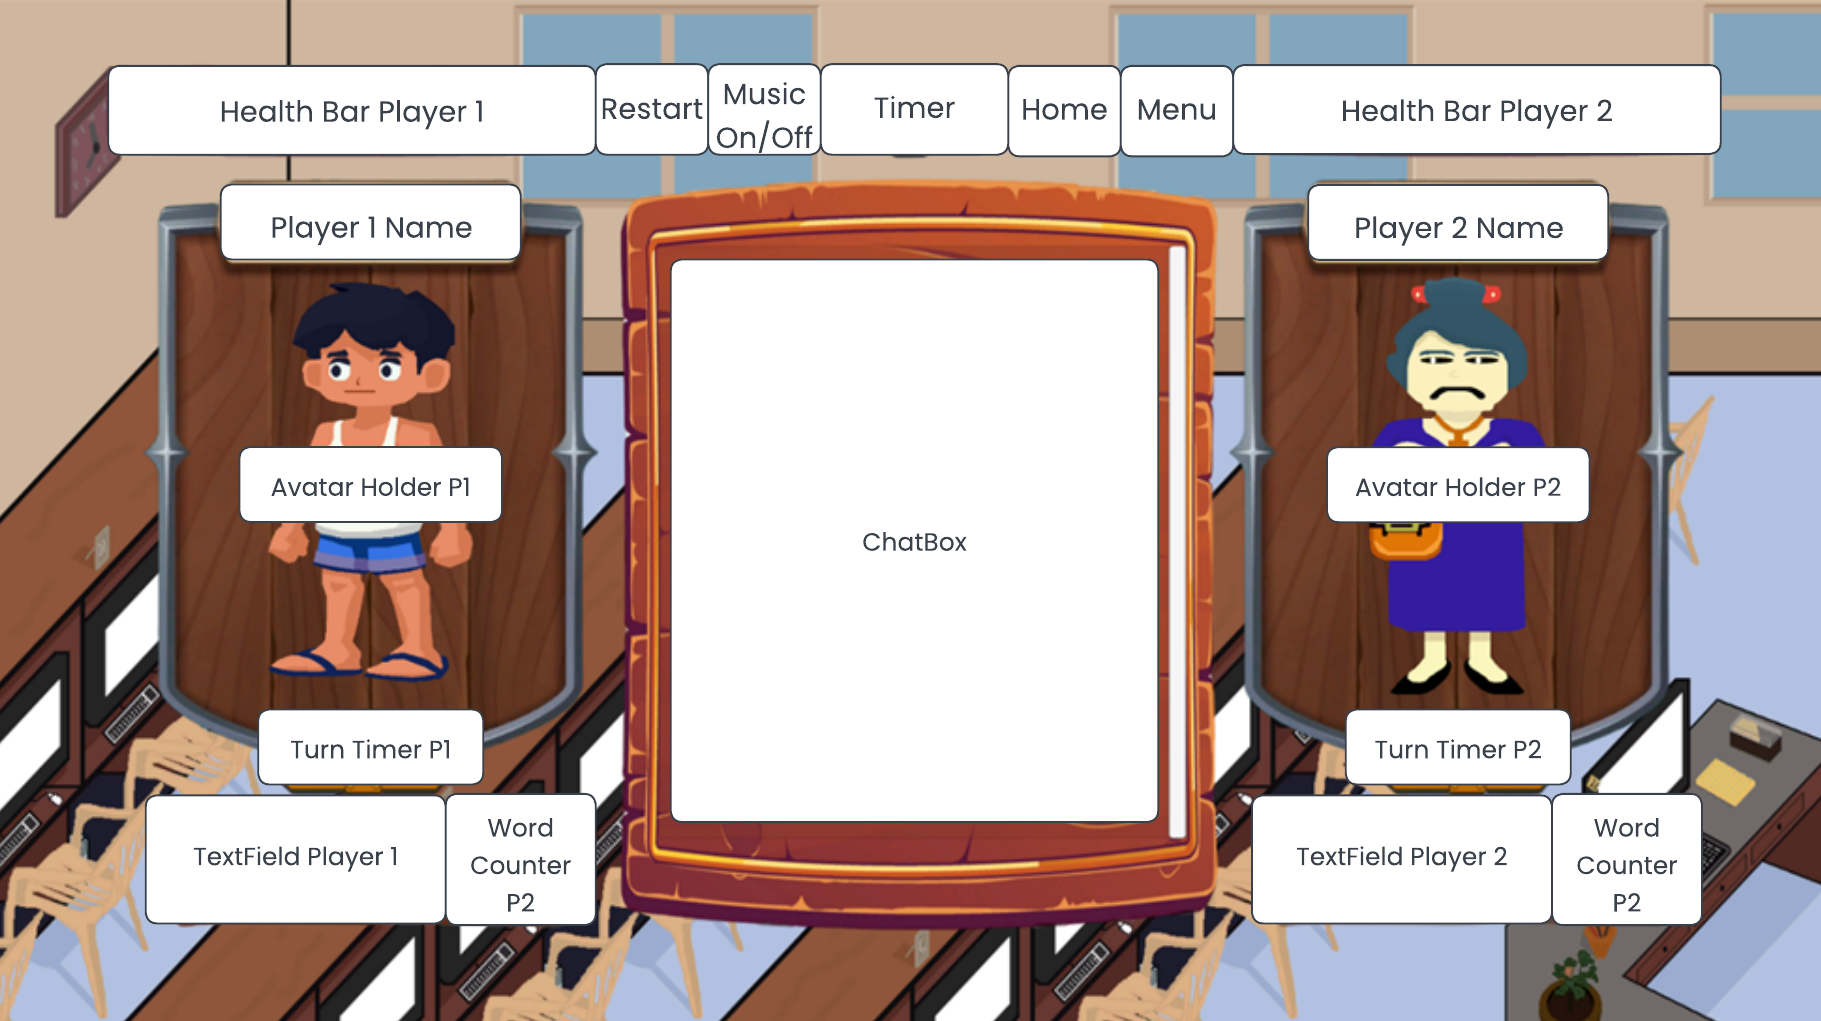 Health Bar Player 1
Restart
Music
On/Off
Timer
Home
Menu
Health Bar Player 2
Player 1 Name
Player 2 Name
Avatar Holder P1
ChatBox
Avatar Holder P2
Turn Timer P1
Turn Timer P2
TextField Player 1
Word
Counter
P2
TextField Player 2
Word
Counter
P2